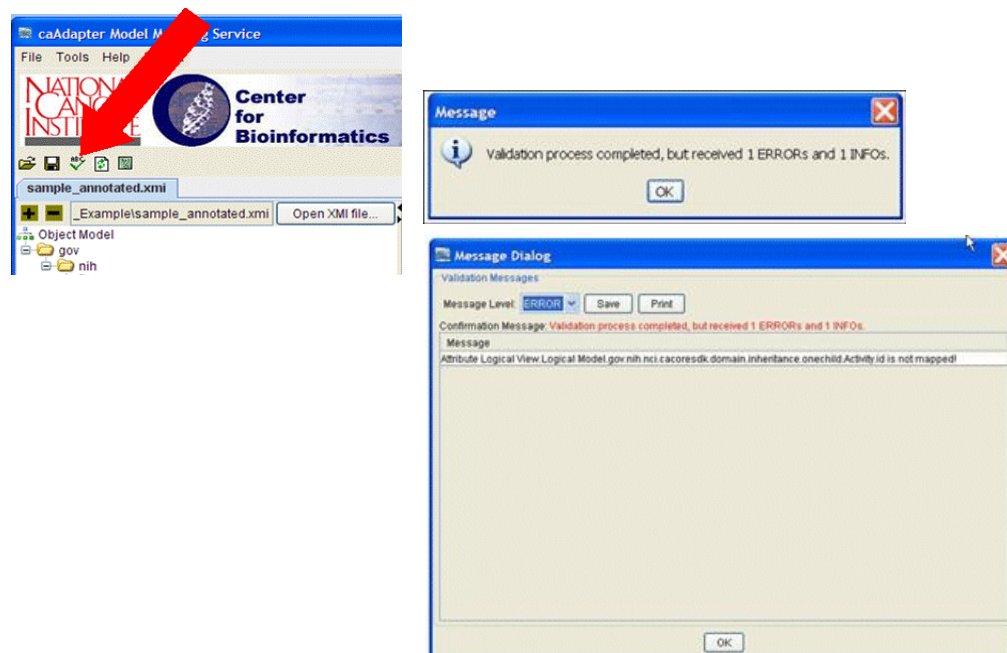 caAdapter Model M g Service
File Tools Help
NATIONA
CANC
INSTI E
Center
for
Bioinformatics
ABC
sample_annotated.xmi
_Example\sample_annotated.xmi Open XMI file...
Object Model
gov
nih
Message
Validation process completed, but received 1 ERRORs and 1 INFOs.
OK
Message Dialog
Validation Messages
Message Level: ERROR Save Print
Confirmation Message: Validation process completed, but received 1 ERRORs and 1 INFOs.
Message
Attribute Logical View.Logical Model.gov.nih.nci.cacoresdk.domain.inheritance.onechild.Activity.id is not mapped!
OK